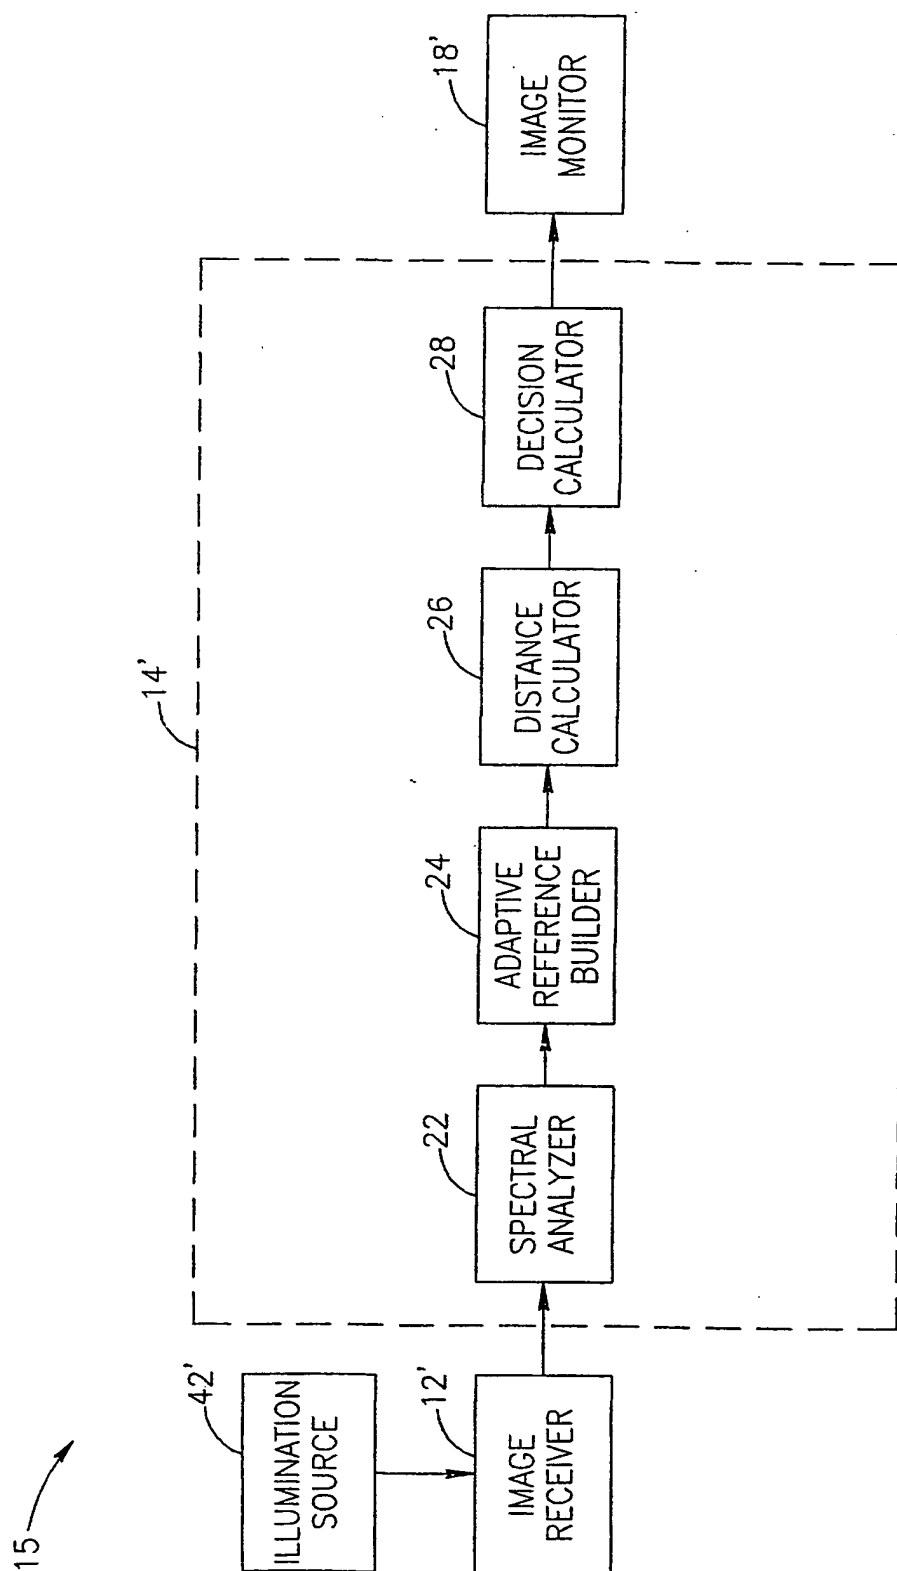 15
14'
42'
ILLUMINATION
SOURCE
12'
IMAGE
RECEIVER
22
SPECTRAL
ANALYZER
24
ADAPTIVE
REFERENCE
BUILDER
26
DISTANCE
CALCULATOR
28
DECISION
CALCULATOR
18'
IMAGE
MONITOR